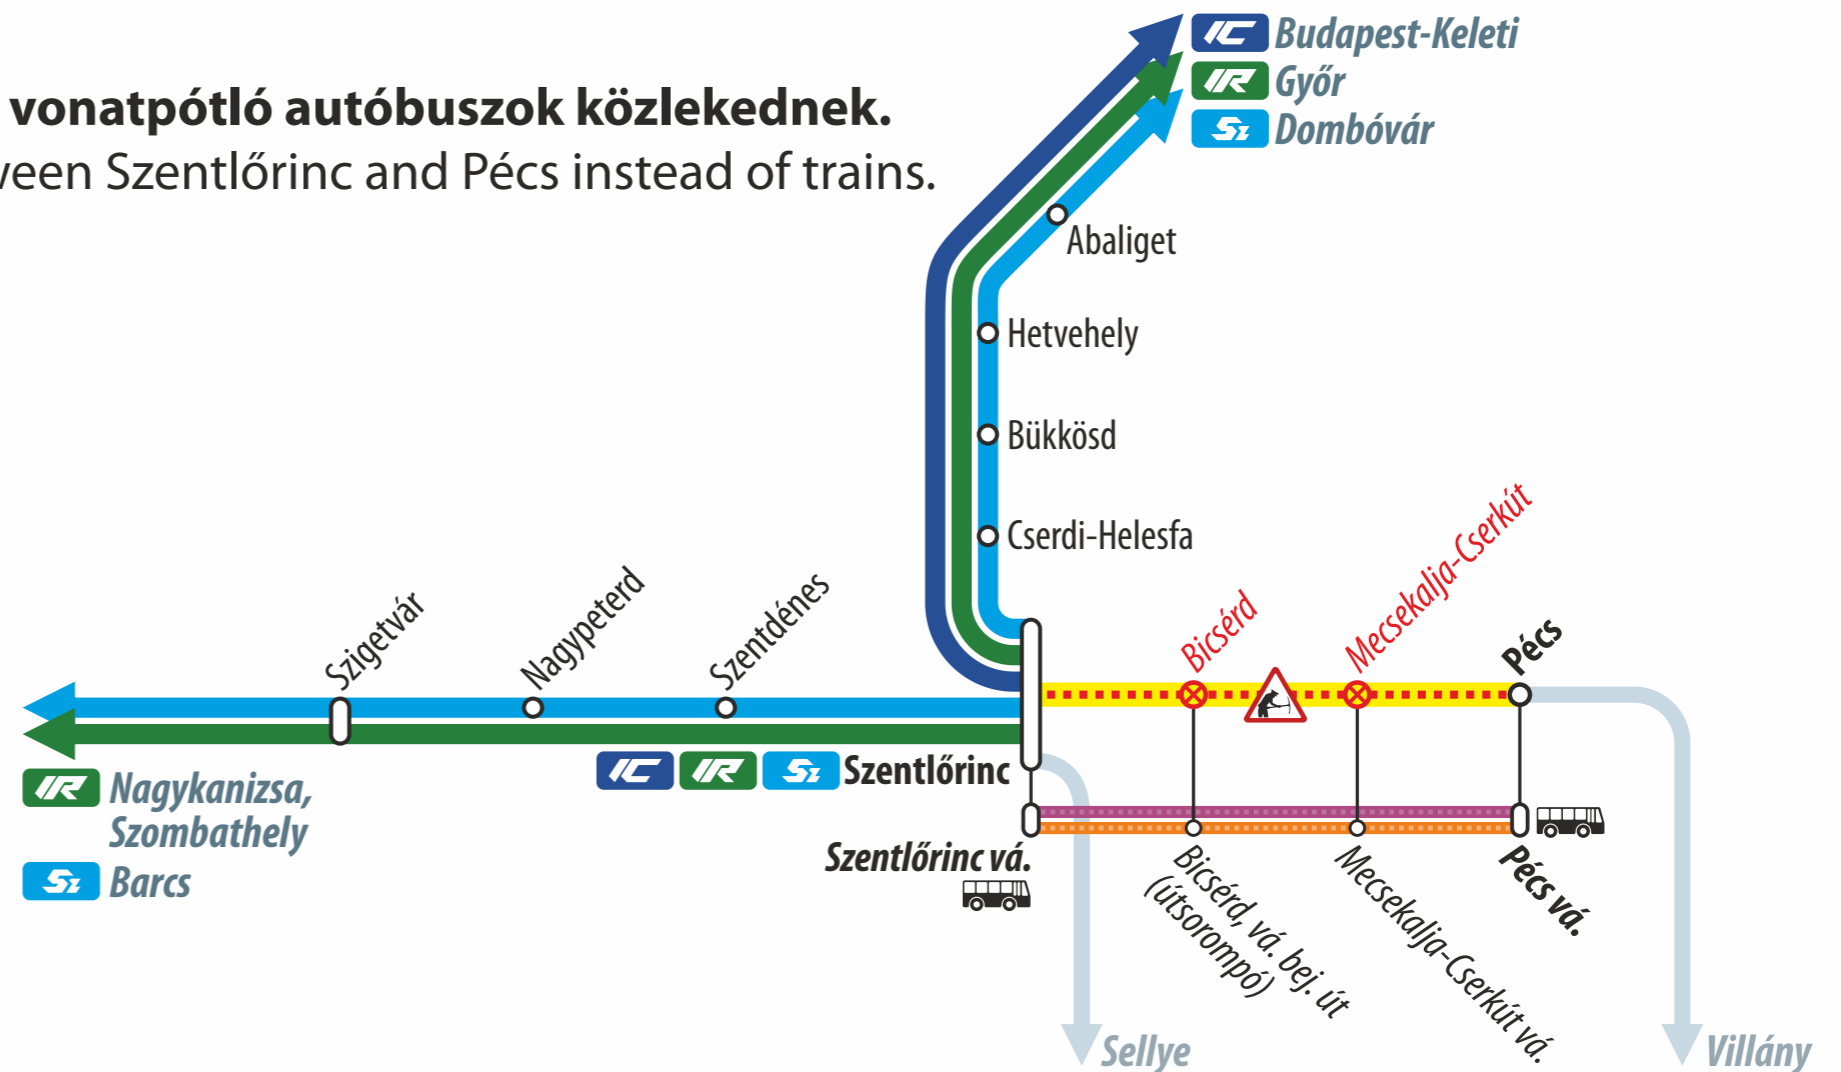 vonatpótló autóbuszok közlekednek.
Szentlőrinc and Pécs instead of trains.
IC Budapest-Keleti
IR Győr
Sz Dombóvár
Abaliget
Hetvehely
Bükkösd
Cserdi-Helesfa
Szigetvár
Nagypeterd
Szentdénes
Bicsérd
Mecsekalja-Cserkút
Pécs
IC IR Sz Szentlőrinc
IR Nagykanizsa,
Szombathely
Sz Barcs
Szentlőrinc vá.
Bicsérd, vá. bej. út
(útsorompó)
Mecsekalja-Cserkút vá.
Pécs vá.
Sellye
Villány